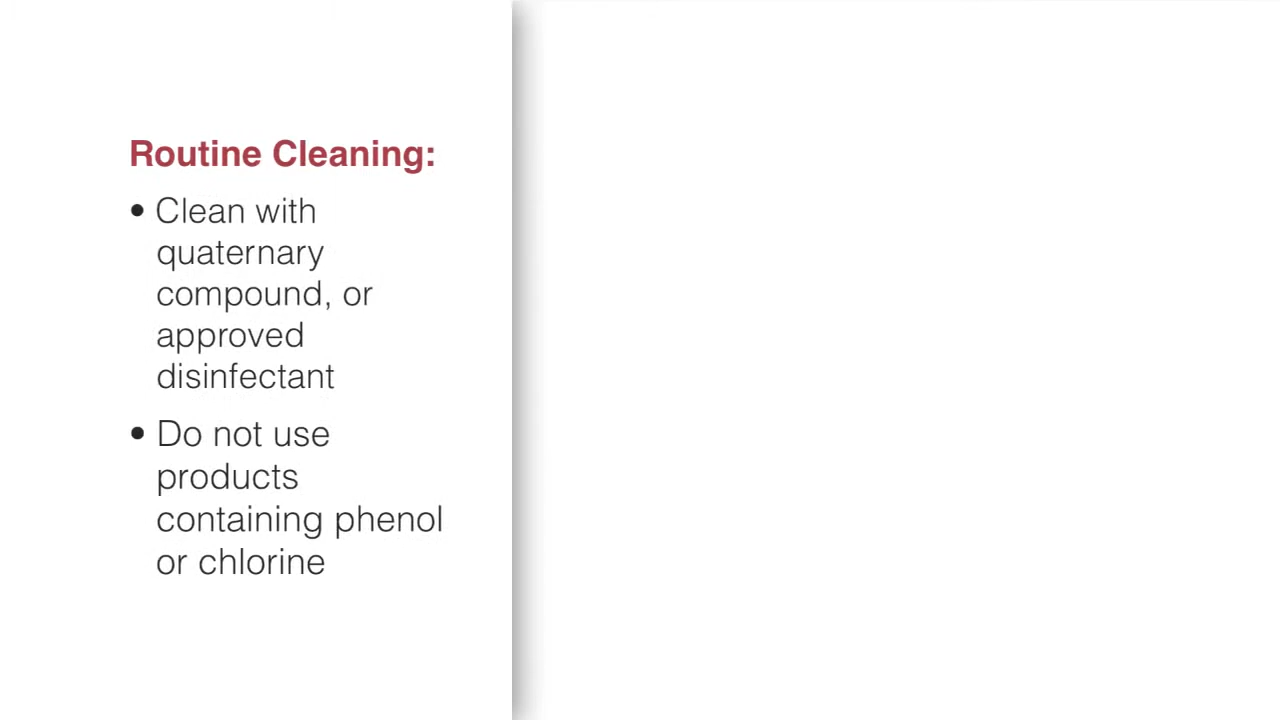 Routine Cleaning:
• Clean with
quaternary
compound, or
approved
disinfectant
• Do not use
products
containing phenol
or chlorine